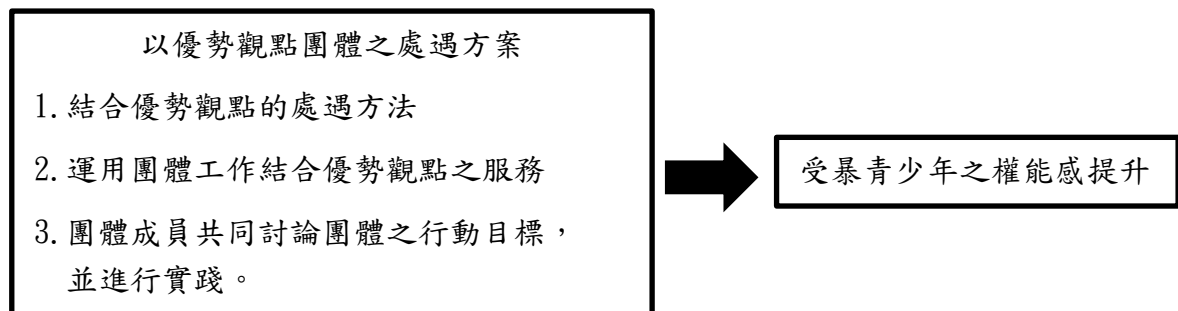 以優勢觀點團體之處遇方案
1.結合優勢觀點的處遇方法
2.運用團體工作結合優勢觀點之服務
3.團體成員共同討論團體之行動目標，
並進行實踐。
受暴青少年之權能感提升